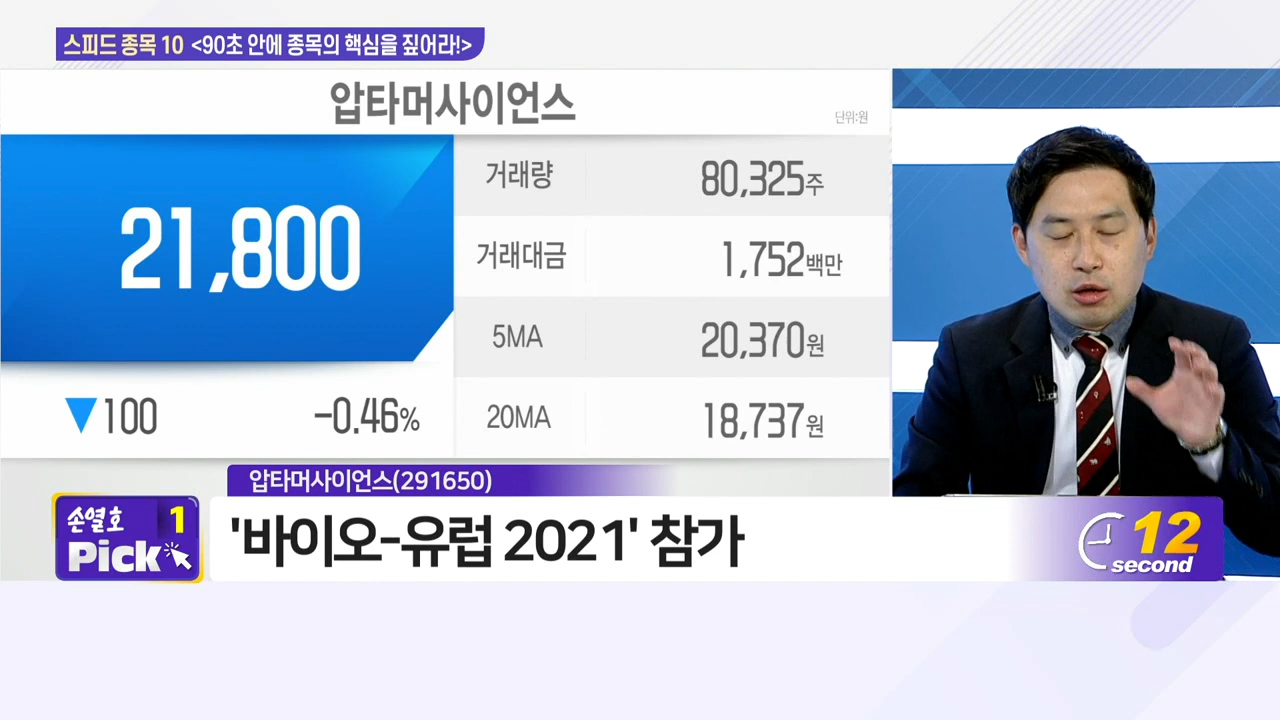 스피드 종목 10 <90초 안에 종목의 핵심을 짚어라!>
압타머사이언스
단위:원
21,800
▼100 -0.46%
거래량 80,325주
거래대금 1,752백만
5MA 20,370원
20MA 18,737원
압타머사이언스(291650)
손열호 1
Pick
'바이오-유럽 2021' 참가
12
second